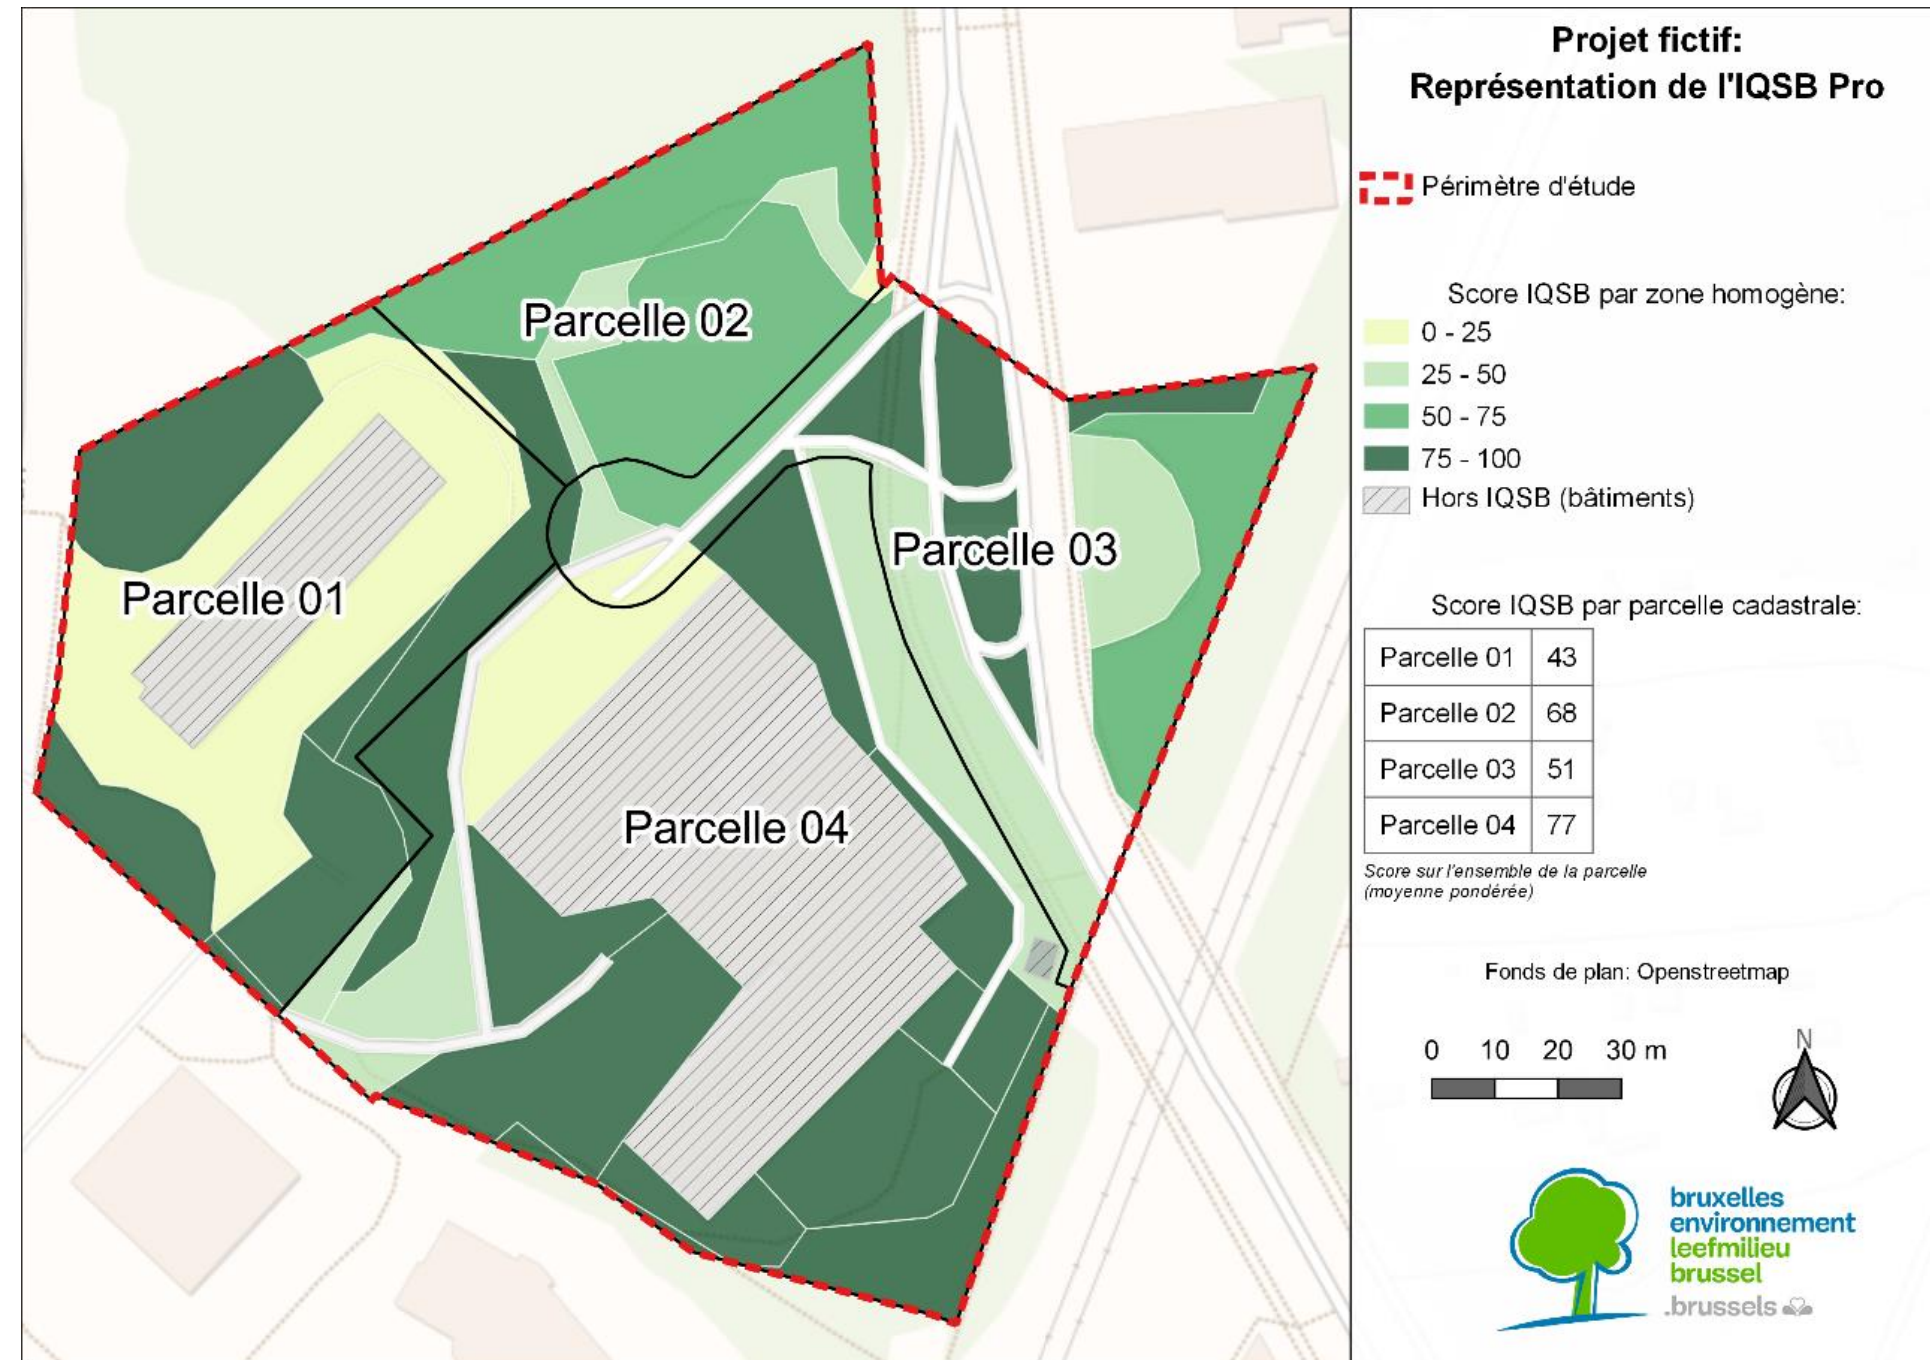 Projet fictif:
Représentation de l'IQSB Pro
Périmètre d'étude
Score IQSB par zone homogène:
0 - 25
25 - 50
50 - 75
75 - 100
Hors IQSB (bâtiments)
Score IQSB par parcelle cadastrale:
Parcelle 01 43
Parcelle 02 68
Parcelle 03 51
Parcelle 04 77
Score sur l'ensemble de la parcelle
(moyenne pondérée)
Fonds de plan: Openstreetmap
0 10 20 30 m
N
bruxelles
environnement
leefmilieu
brussel
.brussels
Parcelle 02
Parcelle 03
Parcelle 01
Parcelle 04